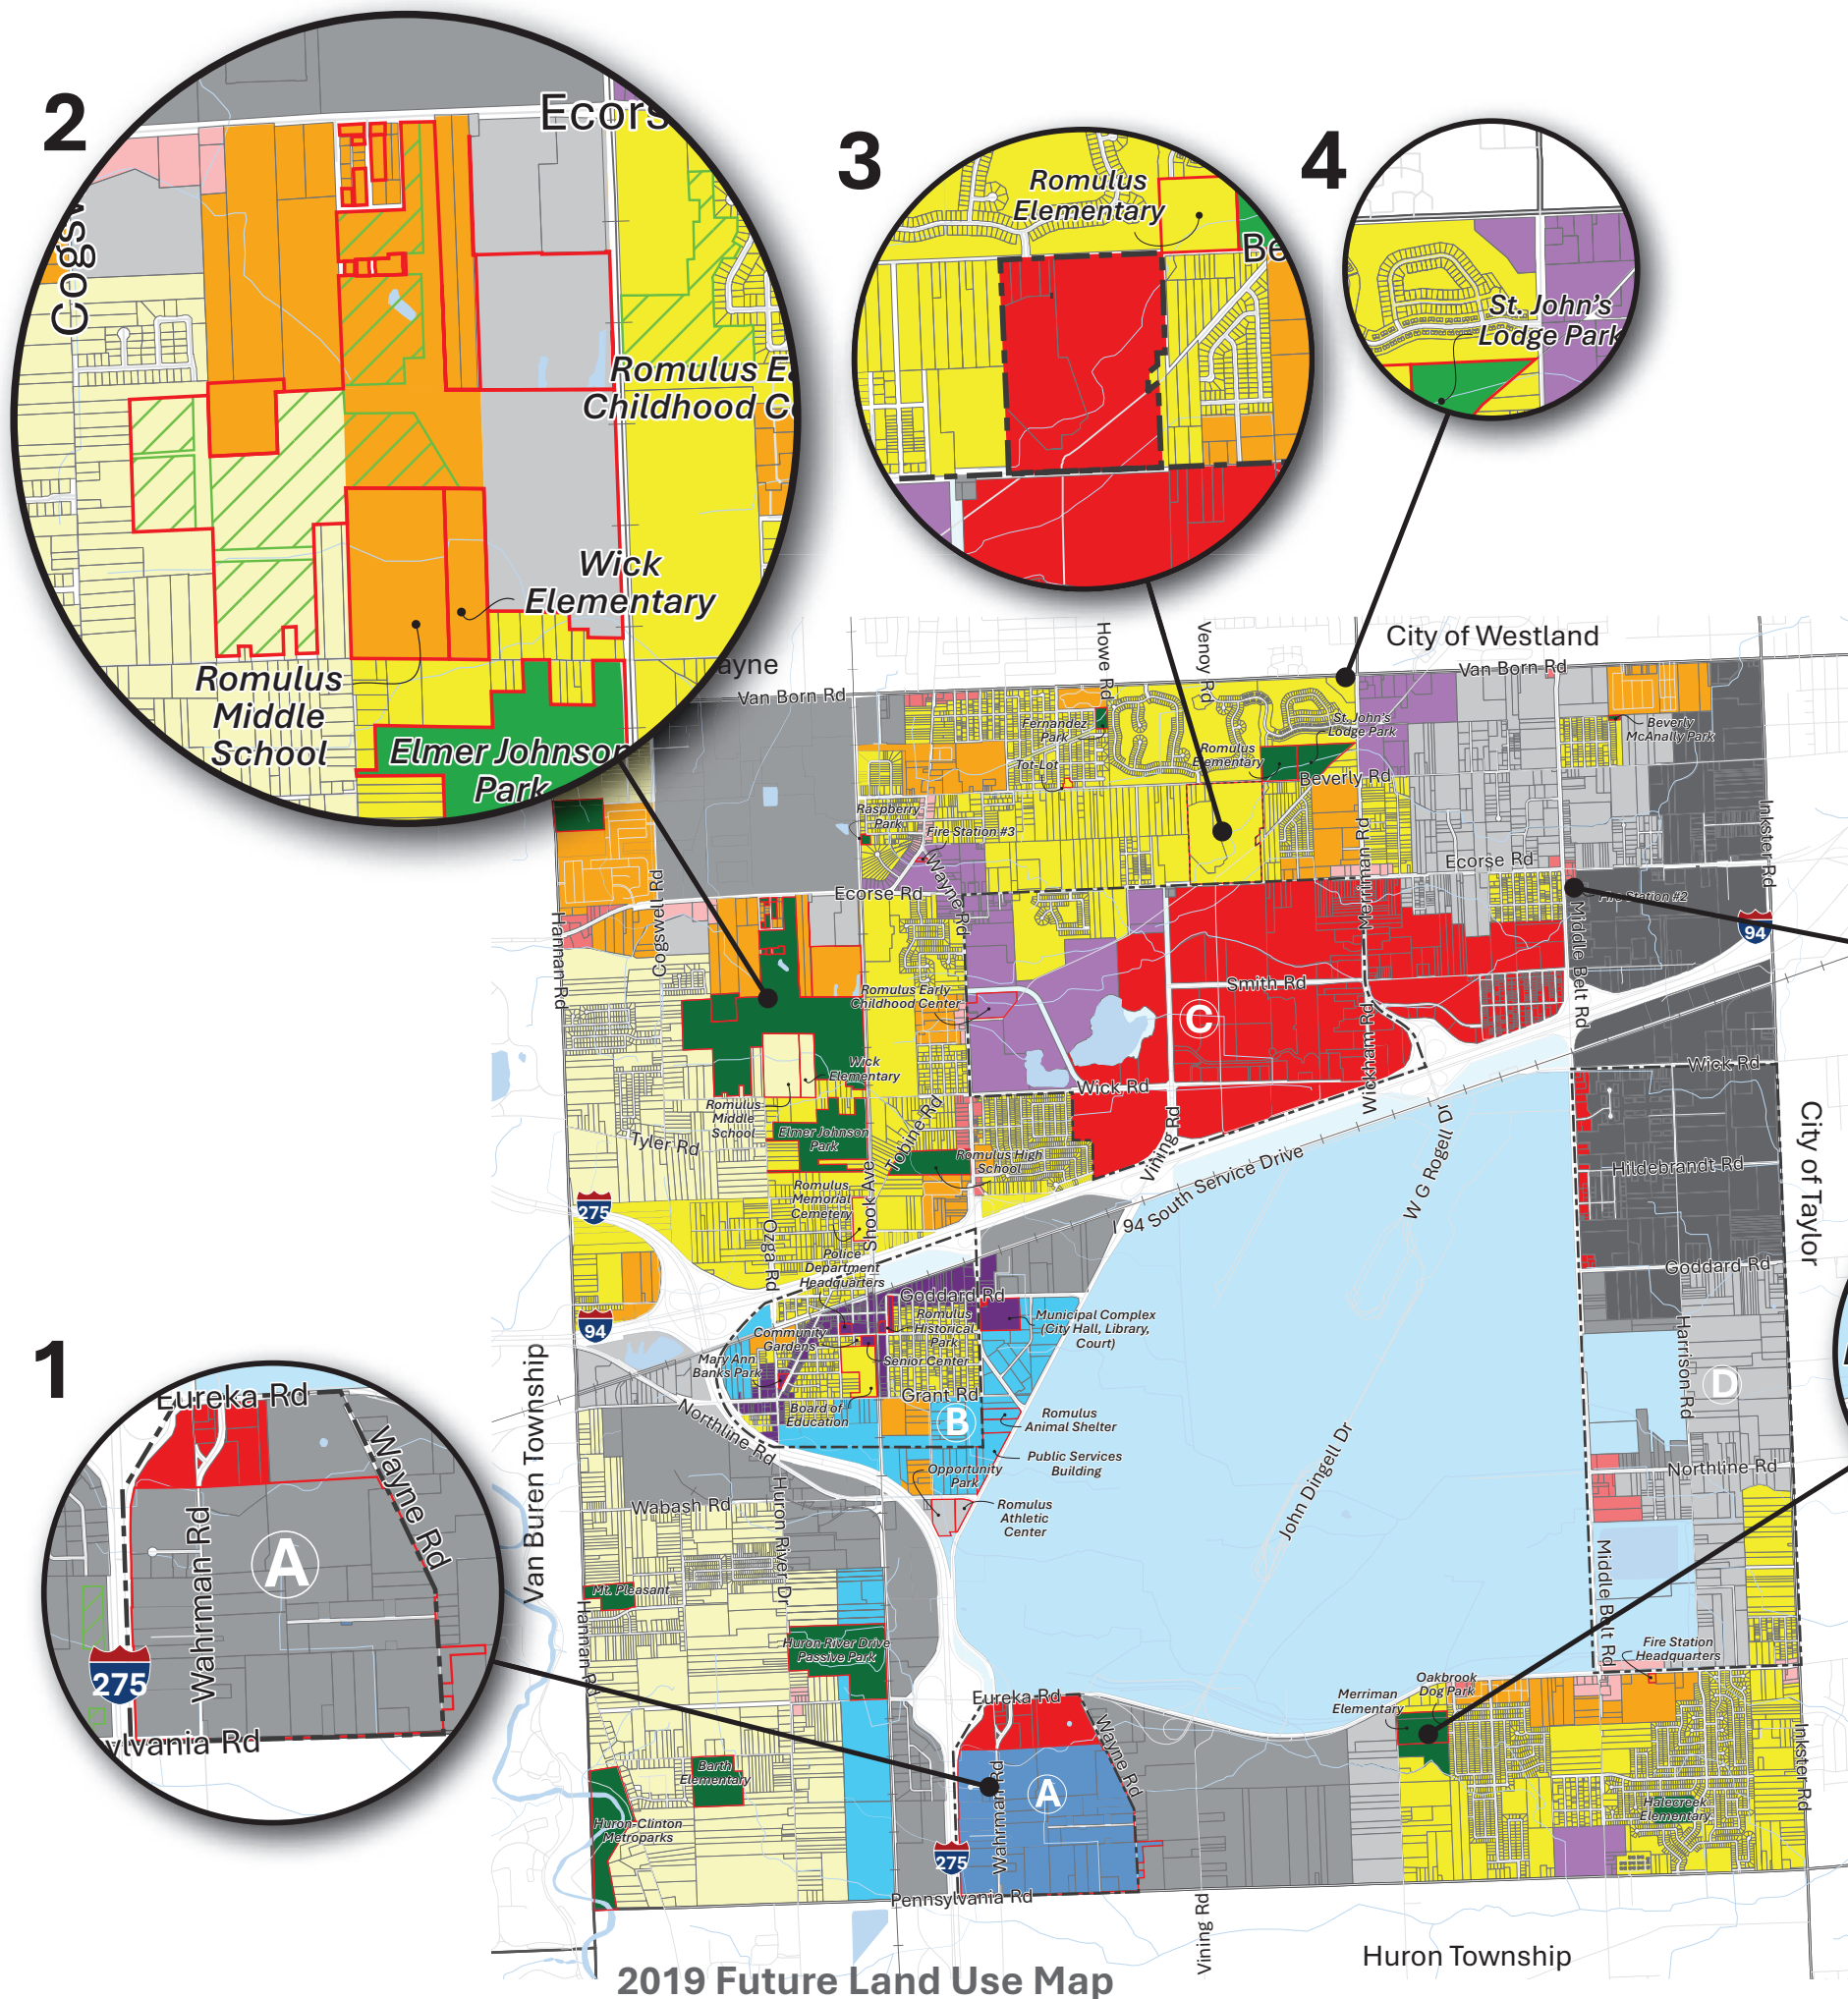 2
Ecors
Cogsw
Romulus Ea
Childhood C
Wick
Elementary
Romulus
Middle
School
Elmer Johnson
Park
3
Romulus
Elementary
Be
4
St. John's
Lodge Park
City of Westland
ayne
Van Born Rd
Van Born Rd
Howe Rd
Venoy Rd
Fernandez
Park
Tot-Lot
Romulus
Elementary
St. John's
Lodge Park
Beverly Rd
Beverly
McAnally Park
Raspberry
Park
Fire Station #3
Wayne Rd
Merriman Rd
Inkster Rd
Ecorse Rd
Ecorse Rd
Fire Station #2
94
Hannan Rd
Cogswell Rd
Middle Belt Rd
Romulus Early
Childhood Center
Smith Rd
C
Wickham Rd
Wick
Elementary
Wick Rd
Wick Rd
Romulus
Middle
School
Elmer Johnson
Park
Tyler Rd
Tobine Rd
Romulus High
School
Vining Rd
W G Rogell Dr
Hildebrandt Rd
City of Taylor
Romulus
Memorial
Cemetery
Shook Ave
Ozga Rd
I 94 South Service Drive
275
Police
Department
Headquarters
Goddard Rd
Goddard Rd
94
Romulus
Historical
Park
Municipal Complex
(City Hall, Library,
Court)
Community
Gardens
Senior Center
Mary Ann
Banks Park
Grant Rd
Board of
Education
B
Romulus
Animal Shelter
Harrison Rd
D
Northline Rd
Public Services
Building
Opportunity
Park
Northline Rd
Wabash Rd
Romulus
Athletic
Center
Huron River Dr
John Dingell Dr
Van Buren Township
1
Eureka Rd
Wayne Rd
Wahrman Rd
A
275
ylvania Rd
Mt. Pleasant
Hannan Rd
Huron River Drive
Passive Park
Middle Belt Rd
Fire Station
Headquarters
Oakbrook
Dog Park
Merriman
Elementary
Eureka Rd
Wayne Rd
Inkster Rd
Barth
Elementary
Wahrman Rd
A
Halecreek
Elementary
Huron-Clinton
Metroparks
275
Pennsylvania Rd
Vining Rd
Huron Township
2019 Future Land Use Map